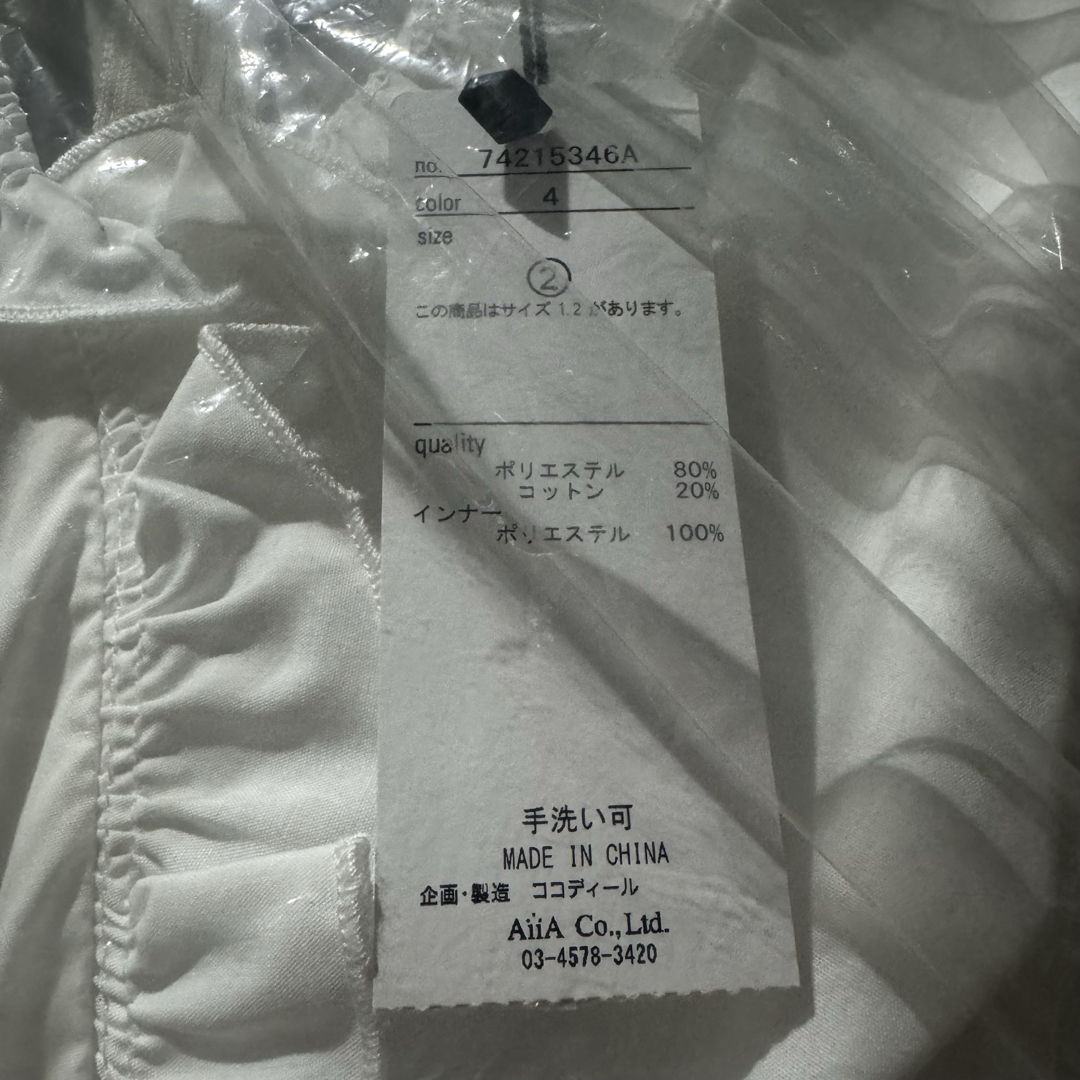 no. 74215346A
color 4
size
②
この商品はサイズ 1.2 があります。
quality
ポリエステル 80%
コットン 20%
インナー
ポリエステル 100%
手洗い可
MADE IN CHINA
企画・製造 ココディール
AiiA Co., Ltd.
03-4578-3420